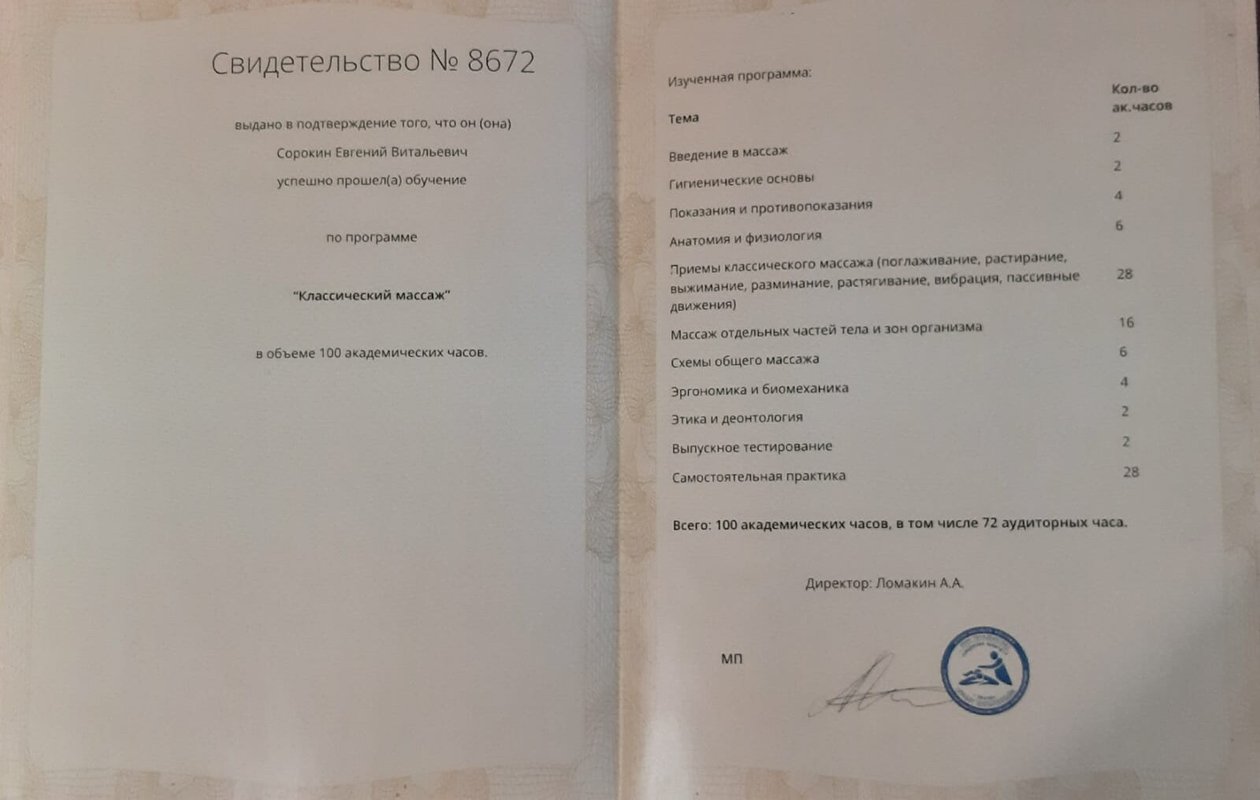 Свидетельство № 8672
выдано в подтверждение того, что он (она)
Сорокин Евгений Витальевич
успешно прошел(а) обучение
по программе
“Классический массаж”
в объеме 100 академических часов.
Изученная программа:
Тема
Кол-во
ак.часов
Введение в массаж 2
Гигиенические основы 2
Показания и противопоказания 4
Анатомия и физиология 6
Приемы классического массажа (поглаживание, растирание,
выжимание, разминание, растягивание, вибрация, пассивные 28
движения)
Массаж отдельных частей тела и зон организма 16
Схемы общего массажа 6
Эргономика и биомеханика 4
Этика и деонтология 2
Выпускное тестирование 2
Самостоятельная практика 28
Всего: 100 академических часов, в том числе 72 аудиторных часа.
Директор: Ломакин А.А.
МП